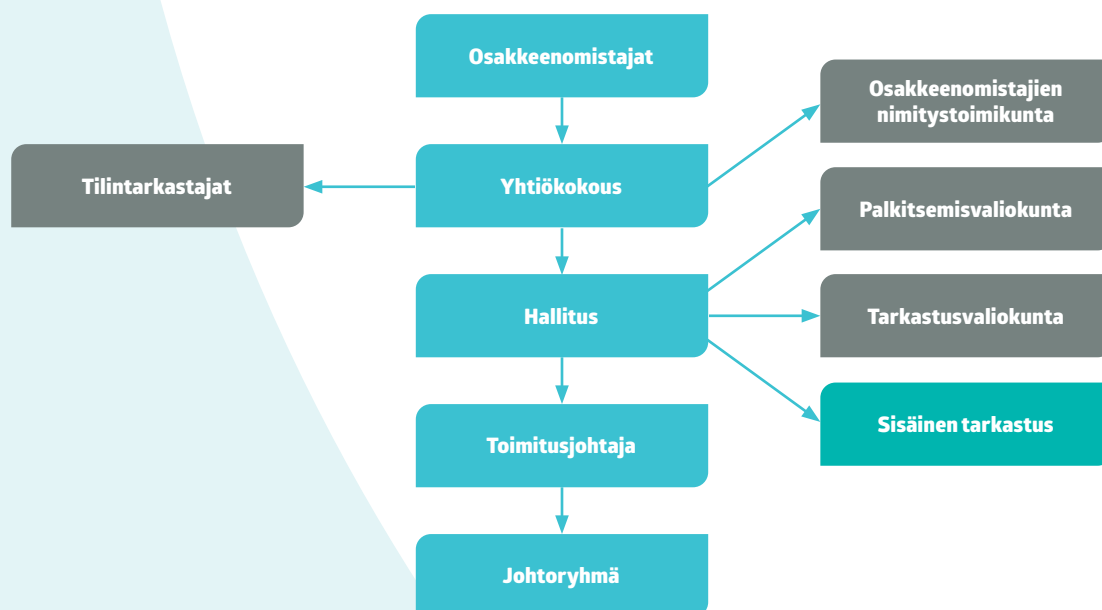 Osakkeenomistajat
Osakkeenomistajien
nimitystoimikunta
Tilintarkastajat
Yhtiökokous
Palkitsemisvaliokunta
Hallitus
Tarkastusvaliokunta
Sisäinen tarkastus
Toimitusjohtaja
Johtoryhmä